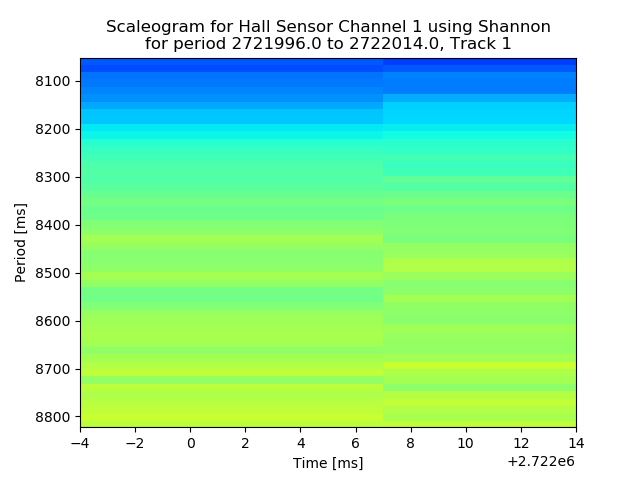 Scaleogram for Hall Sensor Channel 1 using Shannon
for period 2721996.0 to 2722014.0, Track 1
Period [ms]
8100
8200
8300
8400
8500
8600
8700
8800
−4 −2 0 2 4 6 8 10 12 14
Time [ms]
+2.722e6